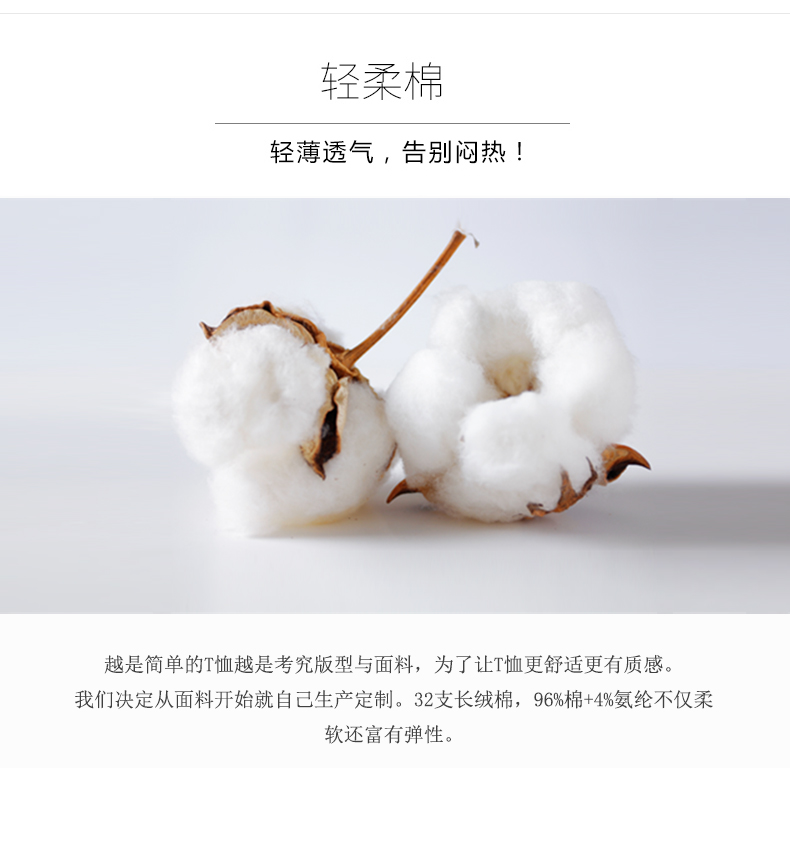 轻柔棉
轻薄透气，告别闷热！
越是简单的T恤越是考究版型与面料，为了让T恤更舒适更有质感。
我们决定从面料开始就自己生产定制。32支长绒棉，96%棉+4%氨纶不仅柔
软还富有弹性。